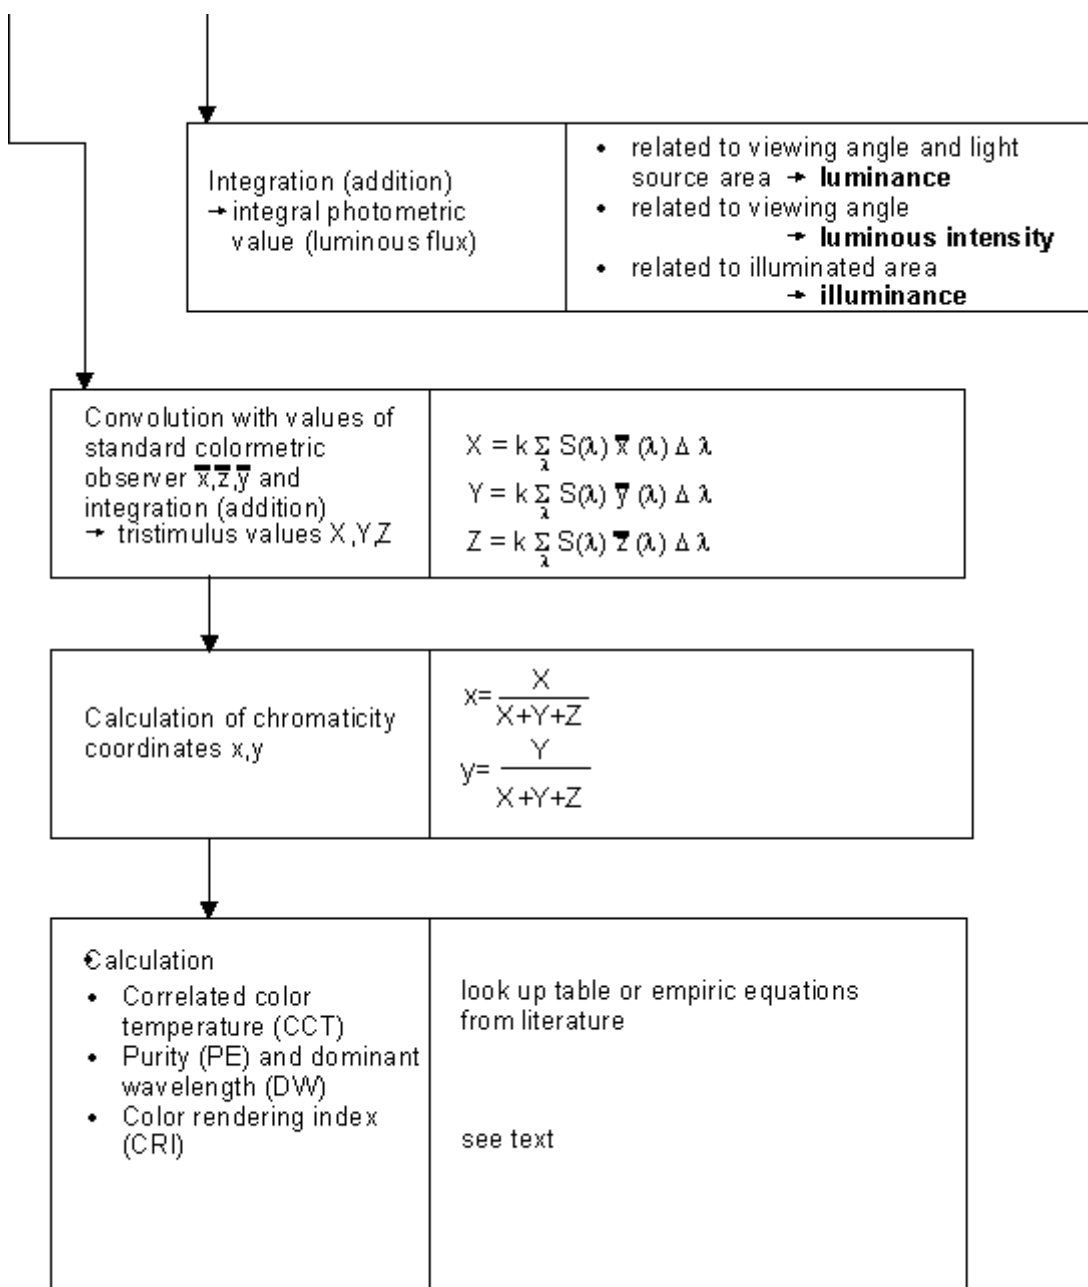 Integration (addition)
→ integral photometric
value (luminous flux)
• related to viewing angle and light
source area → luminance
• related to viewing angle
→ luminous intensity
• related to illuminated area
→ illuminance
Convolution with values of
standard colormetric
observer x̅,z̅,y̅ and
integration (addition)
→ tristimulus values X,Y,Z
X = k Σ S(λ) x̅ (λ) Δ λ
λ
Y = k Σ S(λ) y̅ (λ) Δ λ
λ
Z = k Σ S(λ) z̅ (λ) Δ λ
λ
Calculation of chromaticity
coordinates x,y
x= X
X+Y+Z
y= Y
X+Y+Z
•Calculation
• Correlated color
temperature (CCT)
• Purity (PE) and dominant
wavelength (DW)
• Color rendering index
(CRI)
look up table or empiric equations
from literature
see text